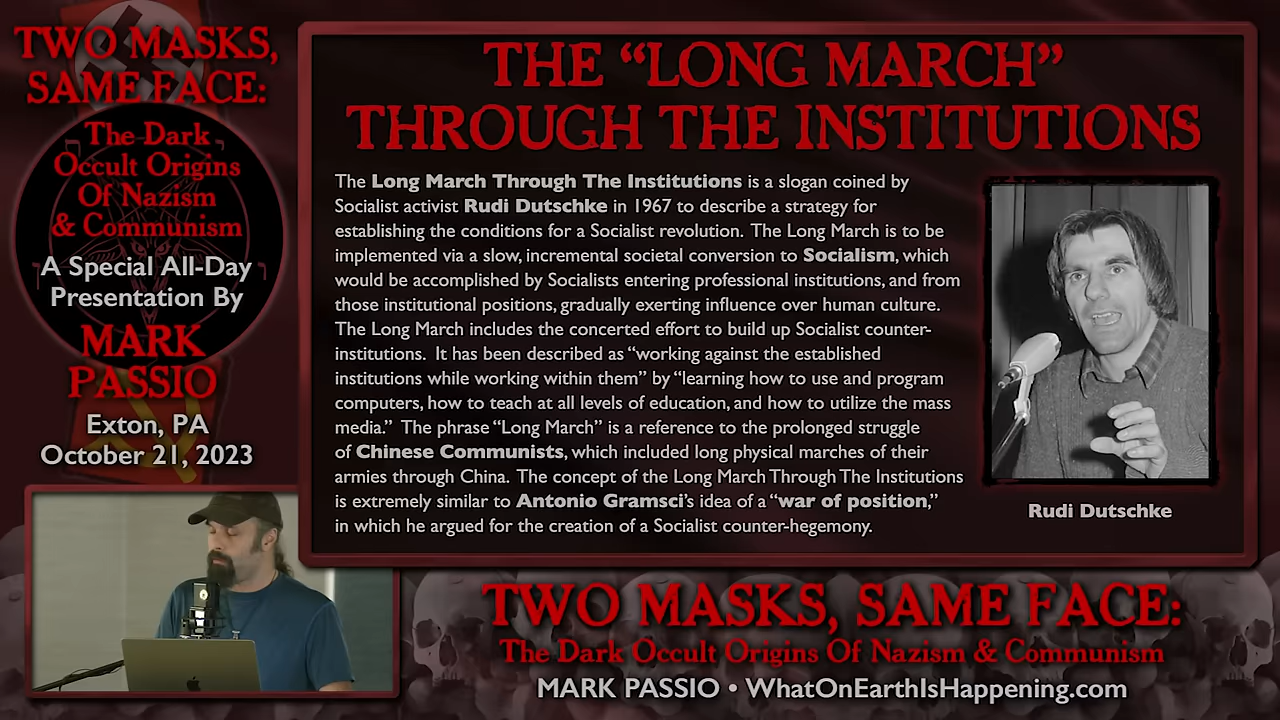 TWO MASKS,
SAME FACE:
The Dark
Occult Origins
Of Nazism
& Communism
A Special All-Day
Presentation By
MARK
PASSIO
Exton, PA
October 21, 2023
THE “LONG MARCH”
THROUGH THE INSTITUTIONS
The Long March Through The Institutions is a slogan coined by
Socialist activist Rudi Dutschke in 1967 to describe a strategy for
establishing the conditions for a Socialist revolution. The Long March is to be
implemented via a slow, incremental societal conversion to Socialism, which
would be accomplished by Socialists entering professional institutions, and from
those institutional positions, gradually exerting influence over human culture.
The Long March includes the concerted effort to build up Socialist counter-
institutions. It has been described as “working against the established
institutions while working within them” by “learning how to use and program
computers, how to teach at all levels of education, and how to utilize the mass
media.” The phrase “Long March” is a reference to the prolonged struggle
of Chinese Communists, which included long physical marches of their
armies through China. The concept of the Long March Through The Institutions
is extremely similar to Antonio Gramsci’s idea of a “war of position,”
in which he argued for the creation of a Socialist counter-hegemony.
Rudi Dutschke
TWO MASKS, SAME FACE:
The Dark Occult Origins Of Nazism & Communism
MARK PASSIO • WhatOnEarthIsHappening.com